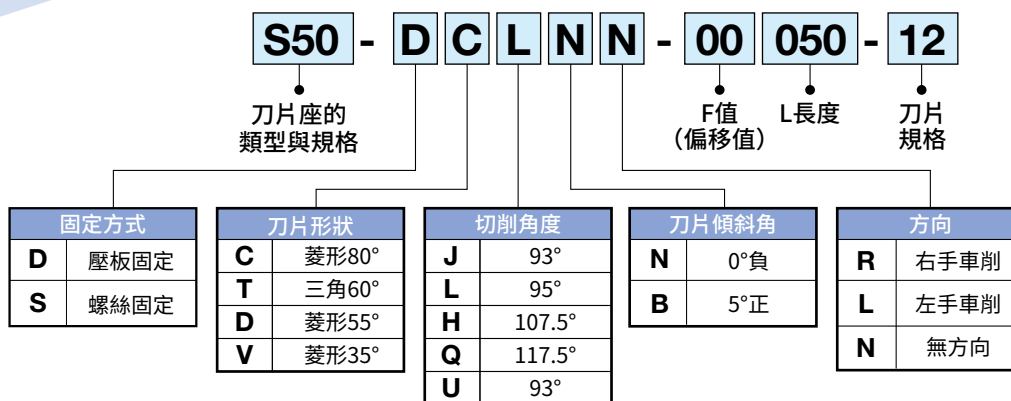 S50 - D C L N N - 00 050 - 12
刀片座的
類型與規格
F值
(偏移值)
L長度
刀片
規格
固定方式
D 壓板固定
S 螺絲固定
刀片形狀
C 菱形80°
T 三角60°
D 菱形55°
V 菱形35°
切削角度
J 93°
L 95°
H 107.5°
Q 117.5°
U 93°
刀片傾斜角
N 0°負
B 5°正
方向
R 右手車削
L 左手車削
N 無方向